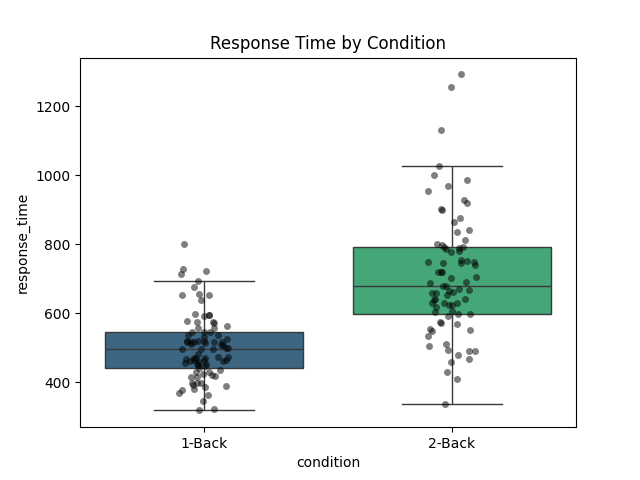 Response Time by Condition
response_time
1200
1000
800
600
400
1-Back
2-Back
condition